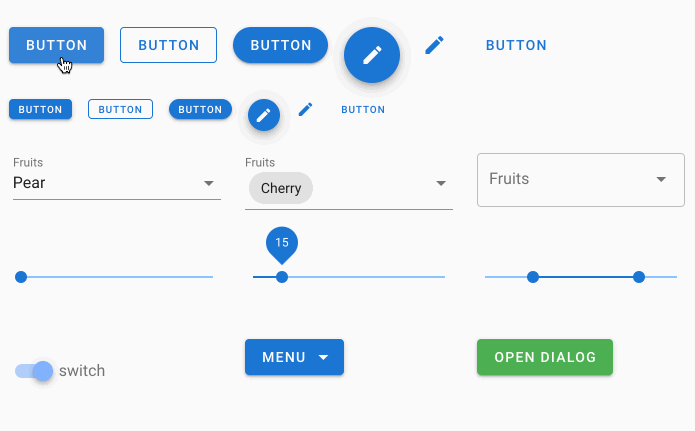 BUTTON BUTTON BUTTON BUTTON
BUTTON BUTTON BUTTON BUTTON
Fruits Fruits
Pear Cherry Fruits
15
switch MENU OPEN DIALOG